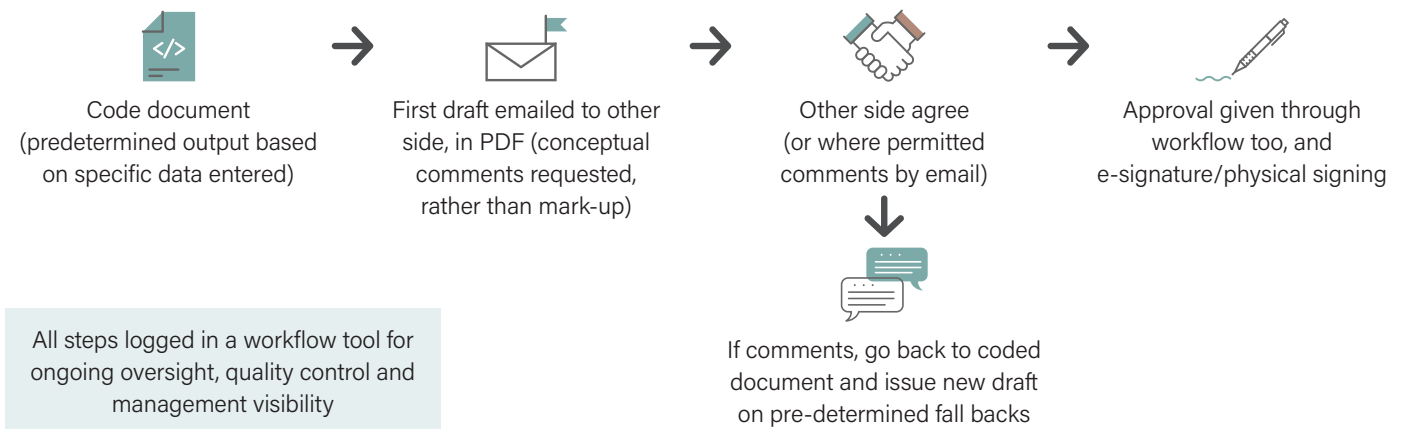 </>
Code document
(predetermined output based
on specific data entered)
First draft emailed to other
side, in PDF (conceptual
comments requested,
rather than mark-up)
Other side agree
(or where permitted
comments by email)
Approval given through
workflow too, and
e-signature/physical signing
If comments, go back to coded
document and issue new draft
on pre-determined fall backs
All steps logged in a workflow tool for
ongoing oversight, quality control and
management visibility